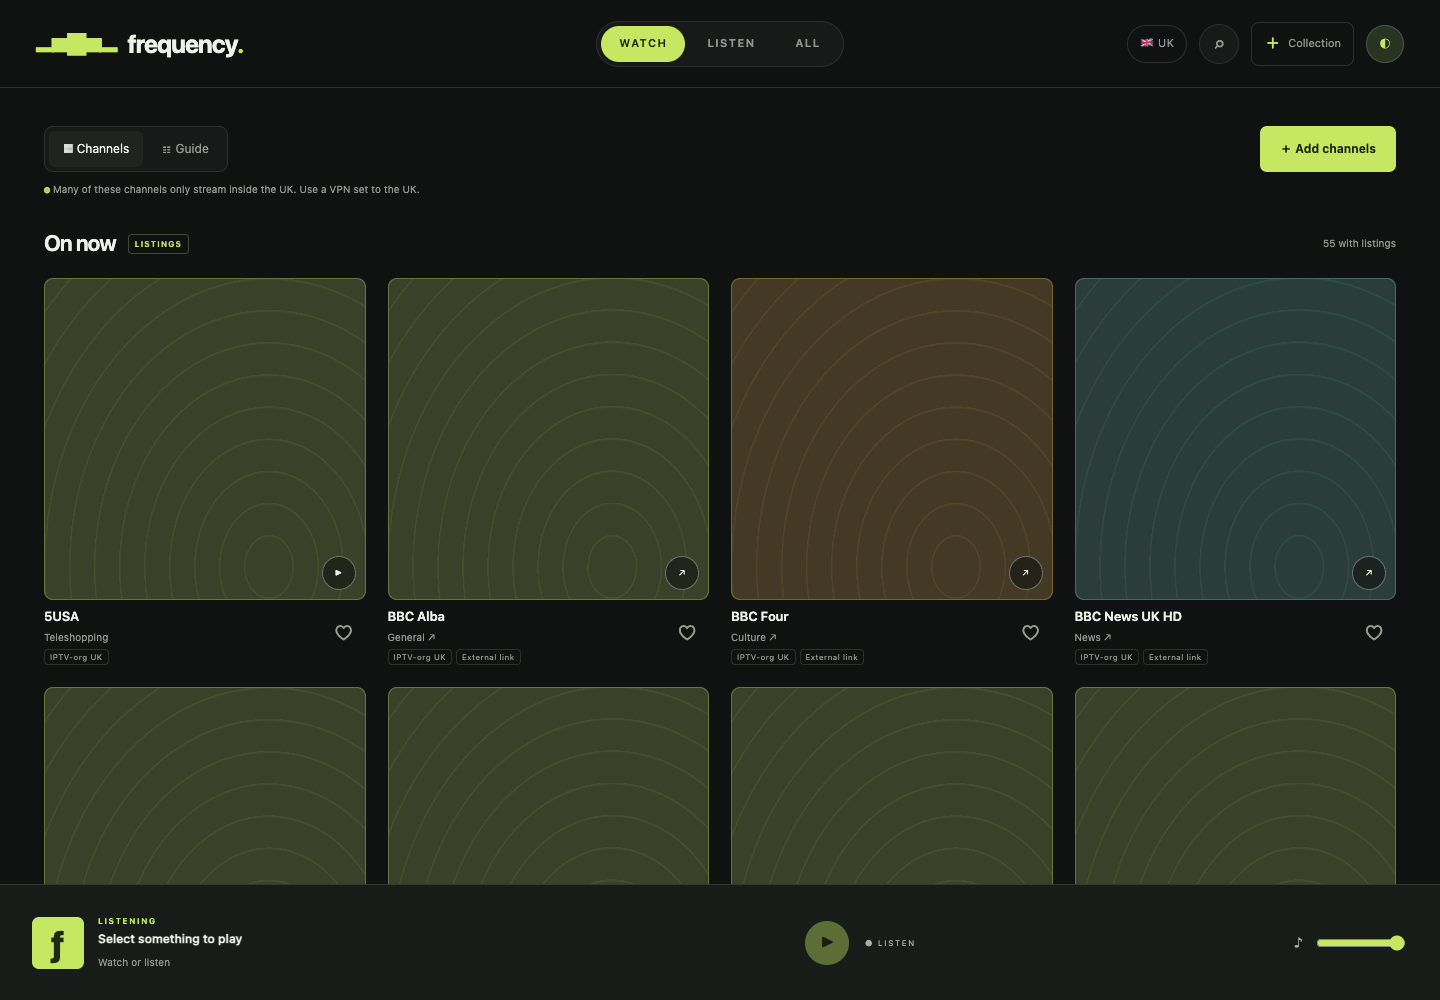 frequency.
WATCH
LISTEN
ALL
UK
Collection
Channels
Guide
+ Add channels
Many of these channels only stream inside the UK. Use a VPN set to the UK.
On now
LISTINGS
55 with listings
5USA
Teleshopping
IPTV-org UK
BBC Alba
General ↗
IPTV-org UK
External link
BBC Four
Culture ↗
IPTV-org UK
External link
BBC News UK HD
News ↗
IPTV-org UK
External link
f
LISTENING
Select something to play
Watch or listen
LISTEN